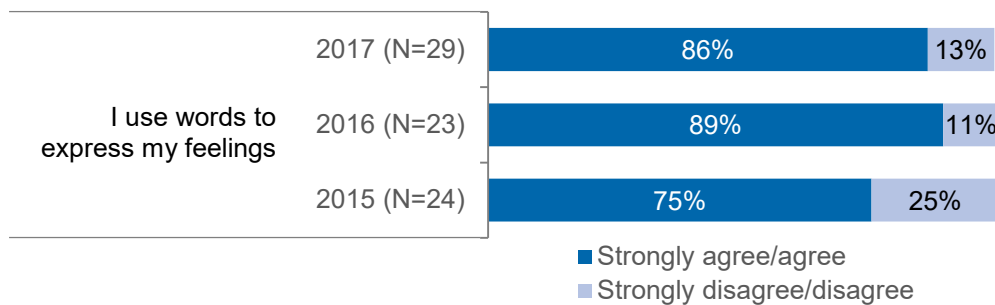 2017 (N=29) 86% 13%
I use words to
express my feelings
2016 (N=23) 89% 11%
2015 (N=24) 75% 25%
Strongly agree/agree
Strongly disagree/disagree